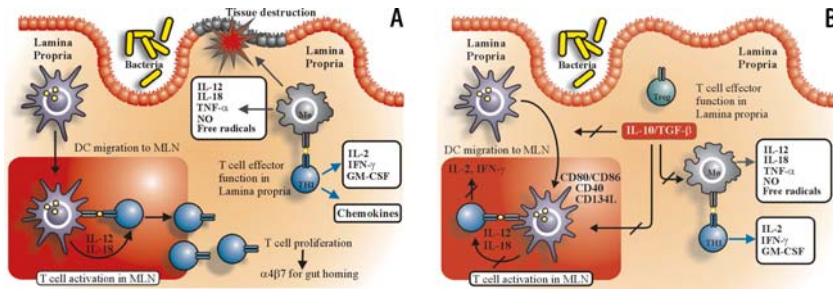 Tissue destruction
A
Lamina
Propria
Bacteria
Lamina
Propria
IL-12
IL-18
TNF-α
NO
Free radicals
Mø
DC migration to MLN
T cell effector
function in
Lamina propria
TH1
IL-2
IFN-γ
GM-CSF
Chemokines
IL-12
IL-18
T cell activation in MLN
T cell proliferation
α4β7 for gut homing
B
Lamina
Propria
Bacteria
Lamina
Propria
Treg
T cell effector
function in
Lamina propria
IL-10/TGF-β
DC migration to MLN
IL-2, IFN-γ
CD80/CD86
CD40
CD134L
Mø
IL-12
IL-18
TNF-α
NO
Free radicals
IL-12
IL-18
TH1
IL-2
IFN-γ
GM-CSF
T cell activation in MLN